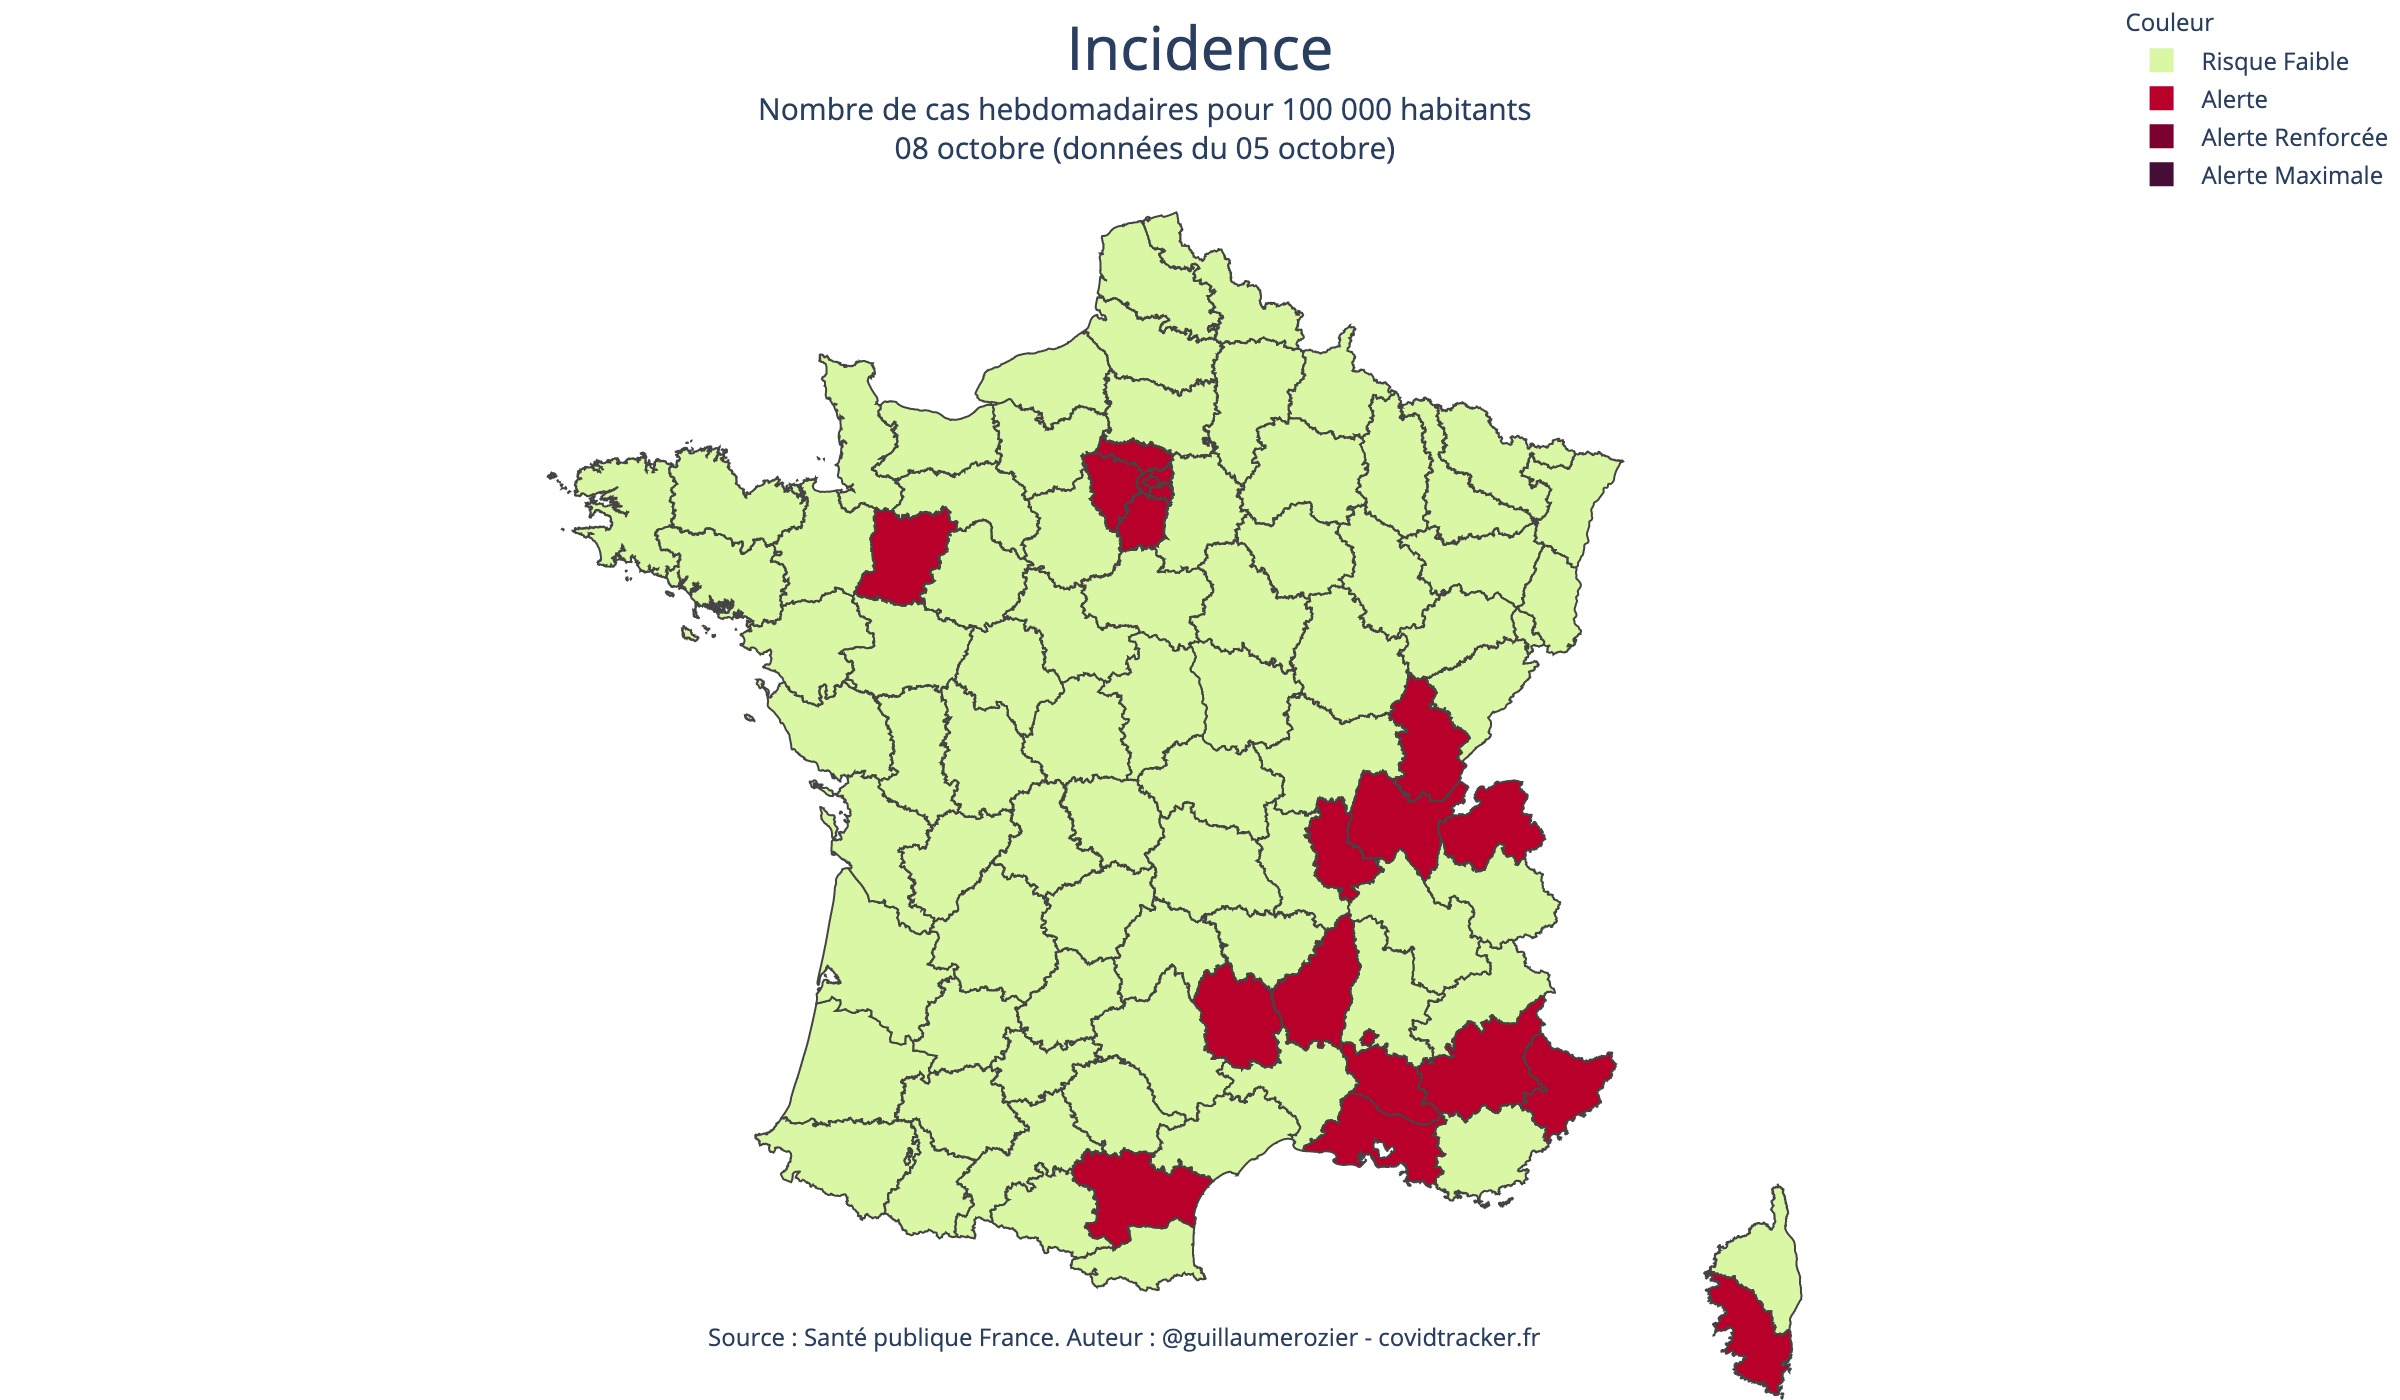 Incidence
Nombre de cas hebdomadaires pour 100 000 habitants
08 octobre (données du 05 octobre)
Couleur
Risque Faible
Alerte
Alerte Renforcée
Alerte Maximale
Source : Santé publique France. Auteur : @guillaumerozier - covidtracker.fr